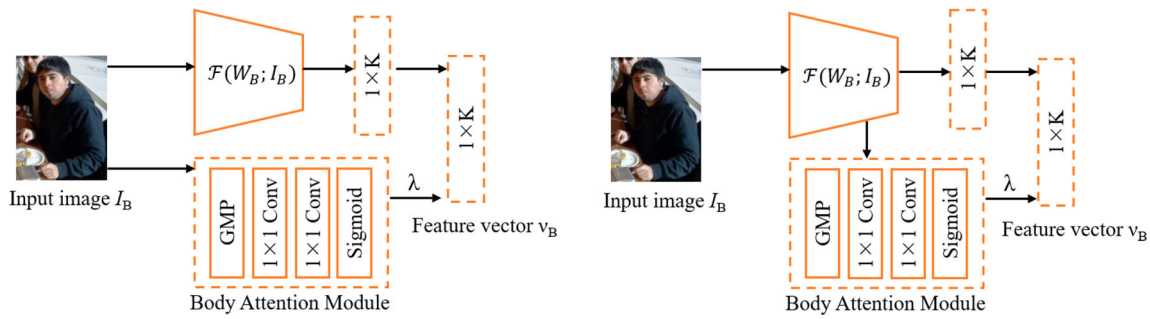 𝓕(W_B; I_B)
1×K
1×K
Input image I_B
λ
GMP
1×1 Conv
1×1 Conv
Sigmoid
Feature vector ν_B
Body Attention Module
𝓕(W_B; I_B)
1×K
1×K
Input image I_B
λ
GMP
1×1 Conv
1×1 Conv
Sigmoid
Feature vector ν_B
Body Attention Module